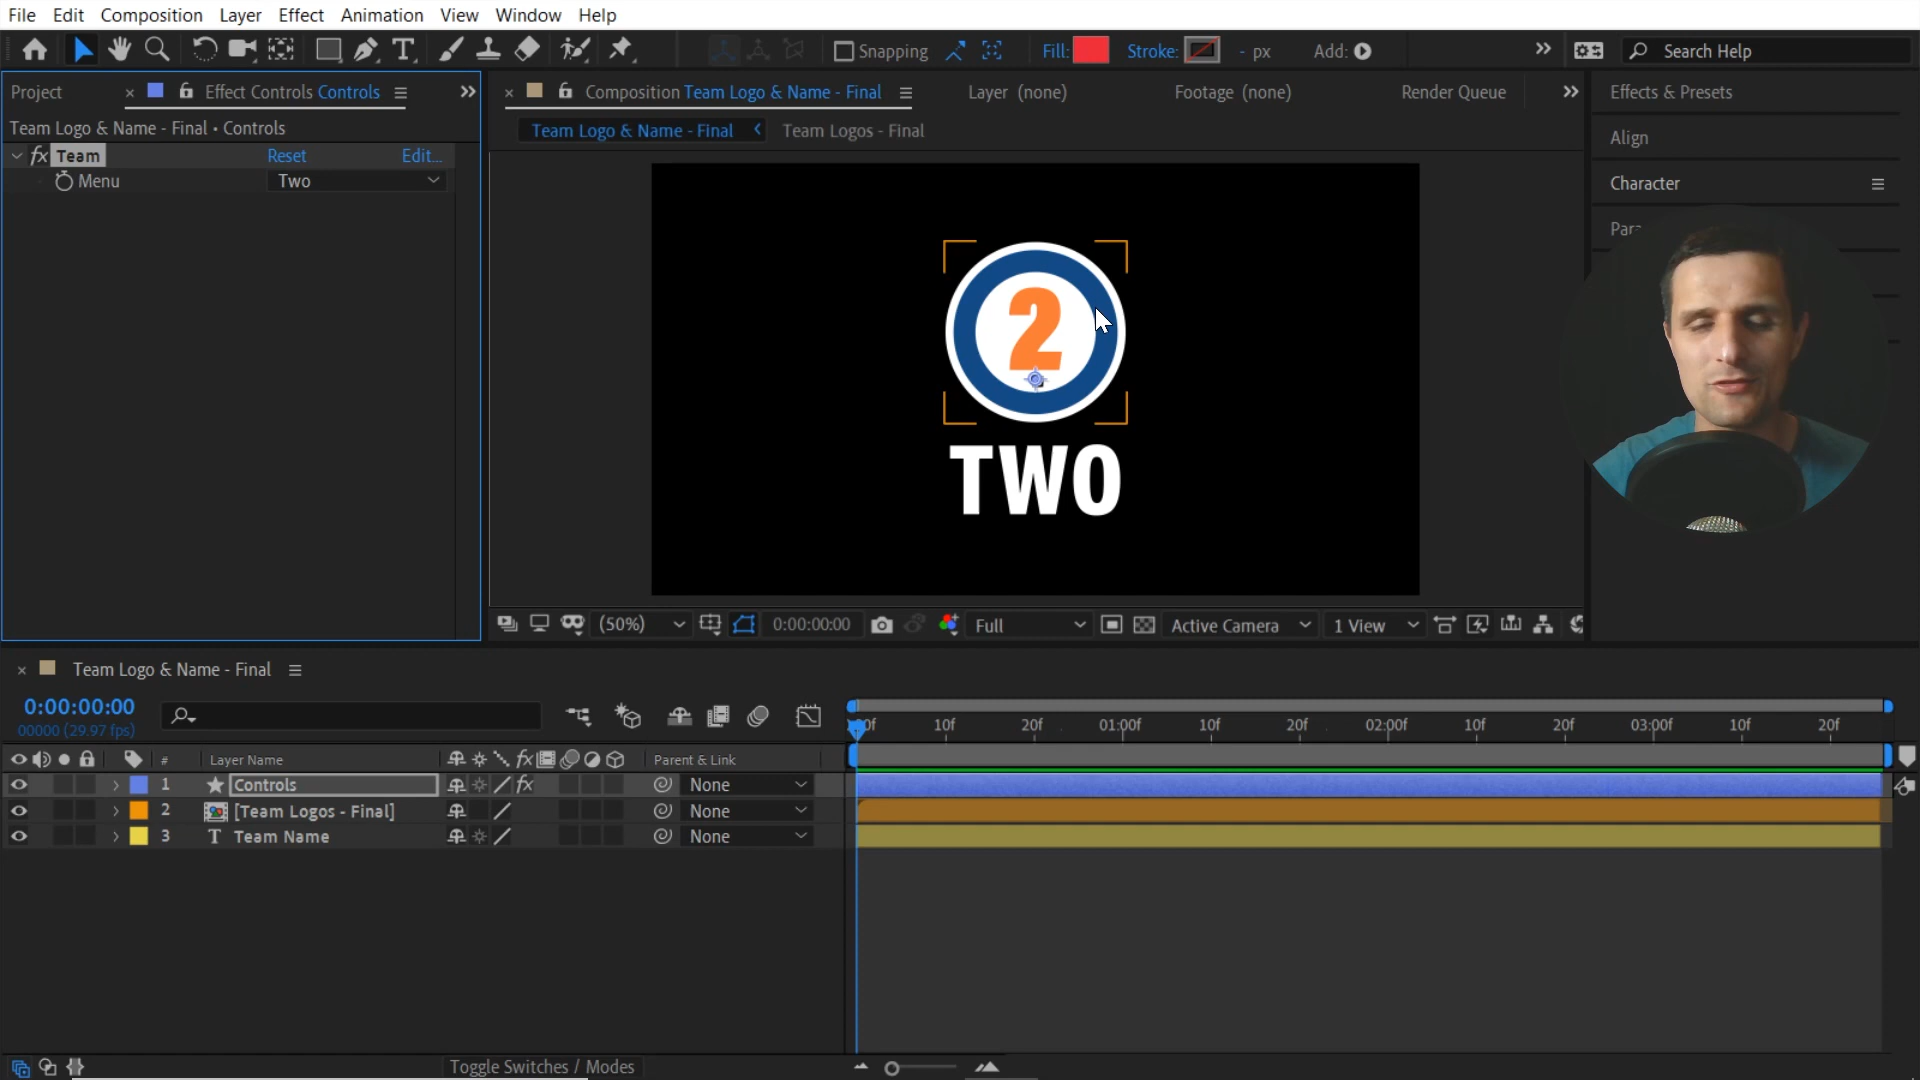 File Edit Composition Layer Effect Animation View Window Help
Snapping Fill: Stroke: - px Add: Search Help
Project Effect Controls Controls
Composition Team Logo & Name - Final Layer (none) Footage (none) Render Queue
Effects & Presets
Team Logo & Name - Final • Controls
Team Logo & Name - Final Team Logos - Final
Align
fx Team Reset Edit...
Menu Two
Character
2
TWO
(50%) 0:00:00:00 Full Active Camera 1 View
Team Logo & Name - Final
0:00:00:00
00000 (29.97 fps)
10f 20f 01:00f 10f 20f 02:00f 10f 20f 03:00f 10f 20f
# Layer Name fx Parent & Link
1 Controls fx None
2 [Team Logos - Final] None
3 T Team Name None
Toggle Switches / Modes